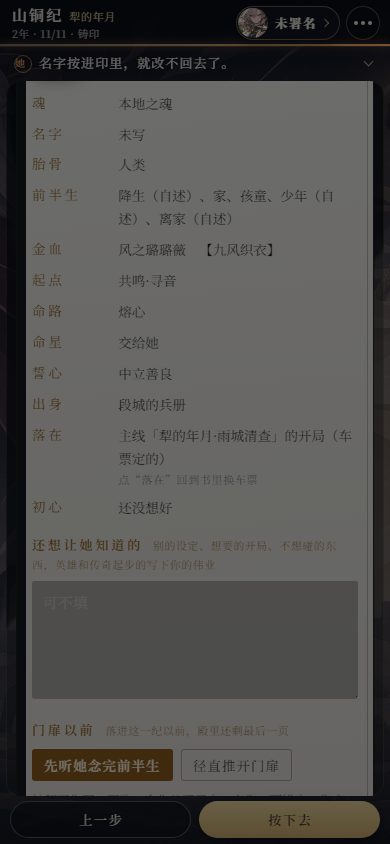 山铜纪 犁的年月
2年 · 11/11 · 铸印
未署名
她 名字按进印里，就改不回去了。
魂 本地之魂
名字 未写
胎骨 人类
前半生 降生（自述）、家、孩童、少年（自
述）、离家（自述）
金血 风之璐璐薇 【九风织衣】
起点 共鸣·寻音
命路 熔心
命星 交给她
誓心 中立善良
出身 段城的兵册
落在 主线「犁的年月·雨城清查」的开局（车
票定的）
点“落在”回到书里换车票
初心 还没想好
还想让她知道的 别的设定、想要的开局、不想碰的东
西，英雄和传奇起步的写下你的伟业
可不填
门扉以前 落进这一纪以前，殿里还剩最后一页
先听她念完前半生 径直推开门扉
上一步 按下去